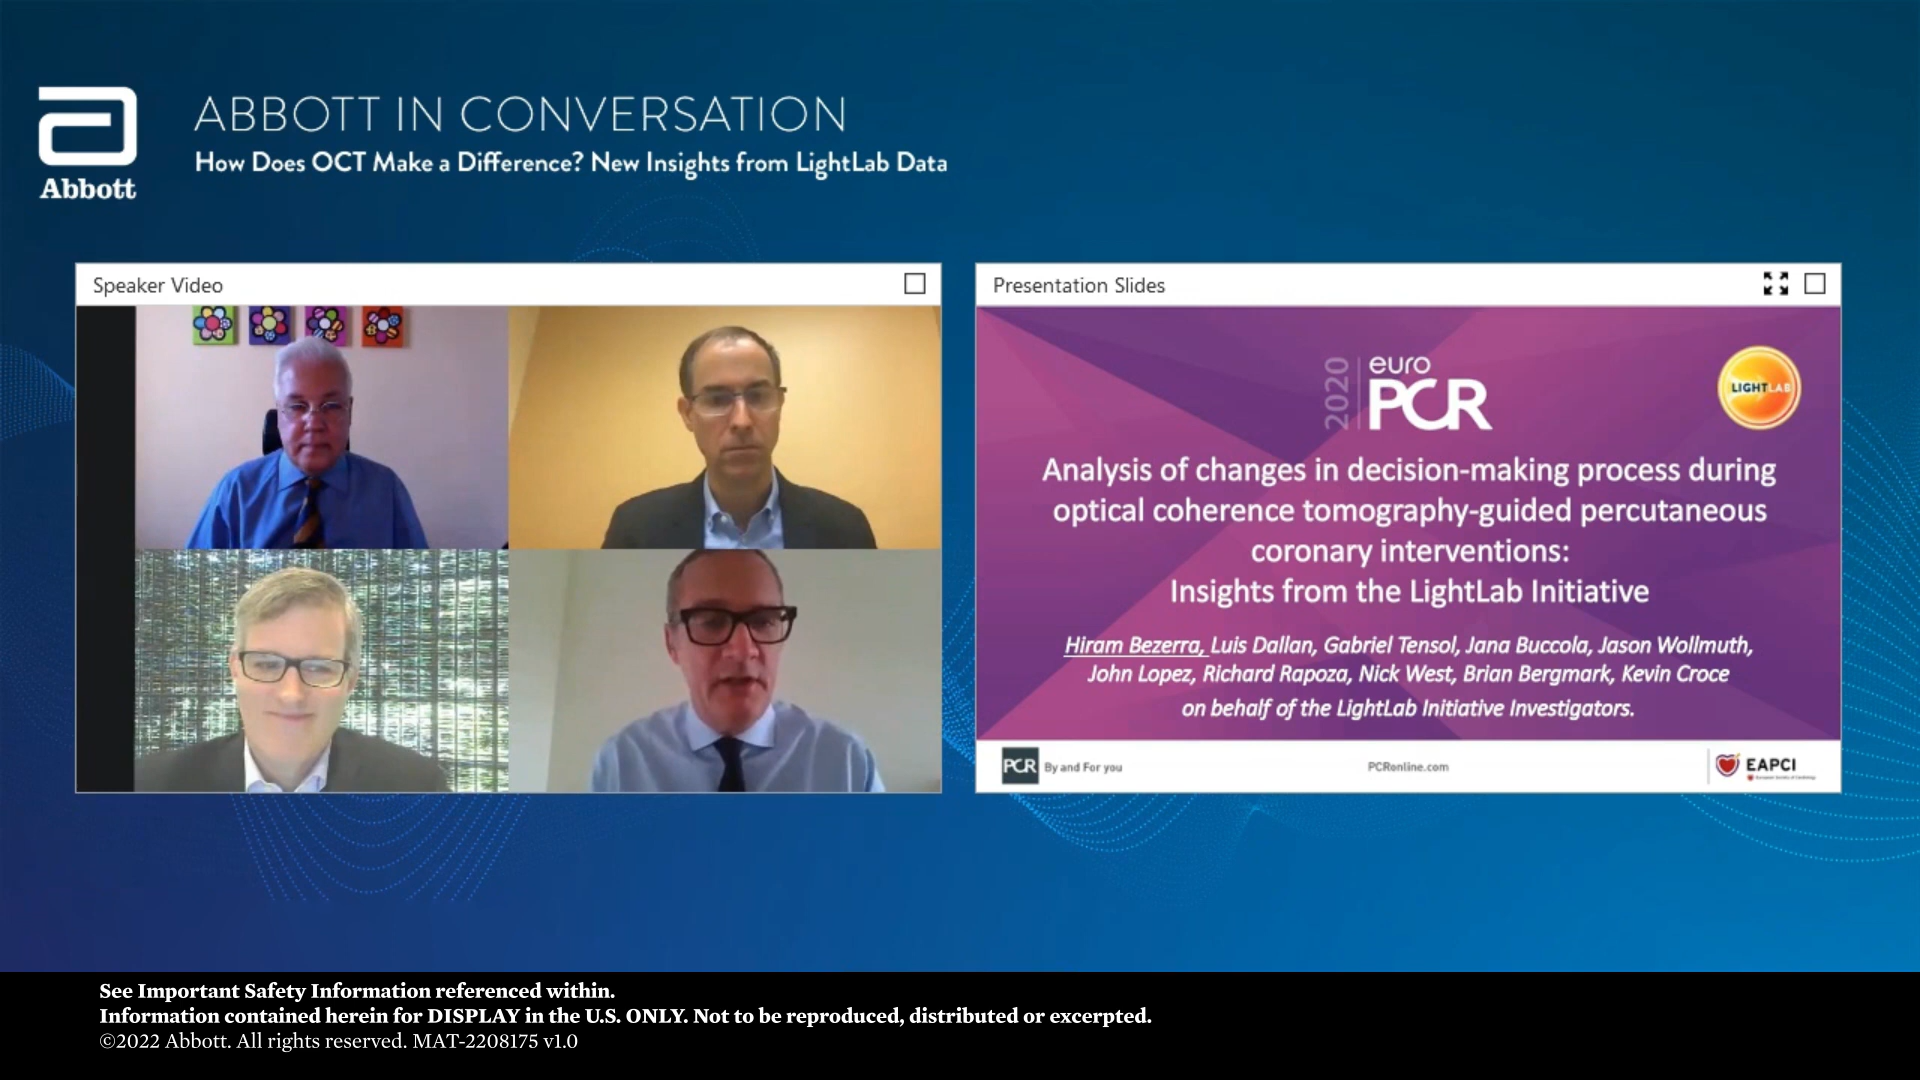 Abbott
ABBOTT IN CONVERSATION
How Does OCT Make a Difference? New Insights from LightLab Data
Speaker Video
Presentation Slides
2020
euro
PCR
LIGHTLAB
Analysis of changes in decision-making process during
optical coherence tomography-guided percutaneous
coronary interventions:
Insights from the LightLab Initiative
Hiram Bezerra, Luis Dallan, Gabriel Tensol, Jana Buccola, Jason Wollmuth,
John Lopez, Richard Rapoza, Nick West, Brian Bergmark, Kevin Croce
on behalf of the LightLab Initiative Investigators.
PCR By and For you
PCRonline.com
EAPCI
See Important Safety Information referenced within.
Information contained herein for DISPLAY in the U.S. ONLY. Not to be reproduced, distributed or excerpted.
©2022 Abbott. All rights reserved. MAT-2208175 v1.0